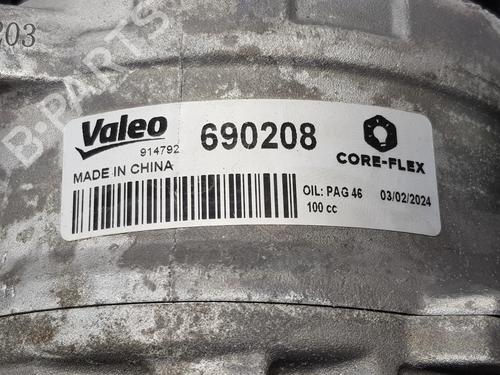 203
B-PARTS
Valeo
914792
690208
CORE-FLEX
MADE IN CHINA
OIL: PAG 46
100 cc
03/02/2024